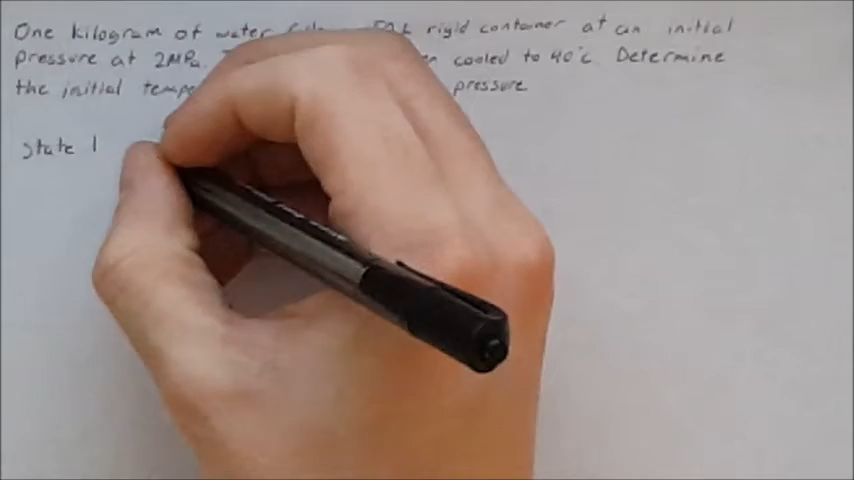 One kilogram of water rigid container at an initial
pressure at 2MPa. cooled to 40°c. Determine
the initial pressure
State 1